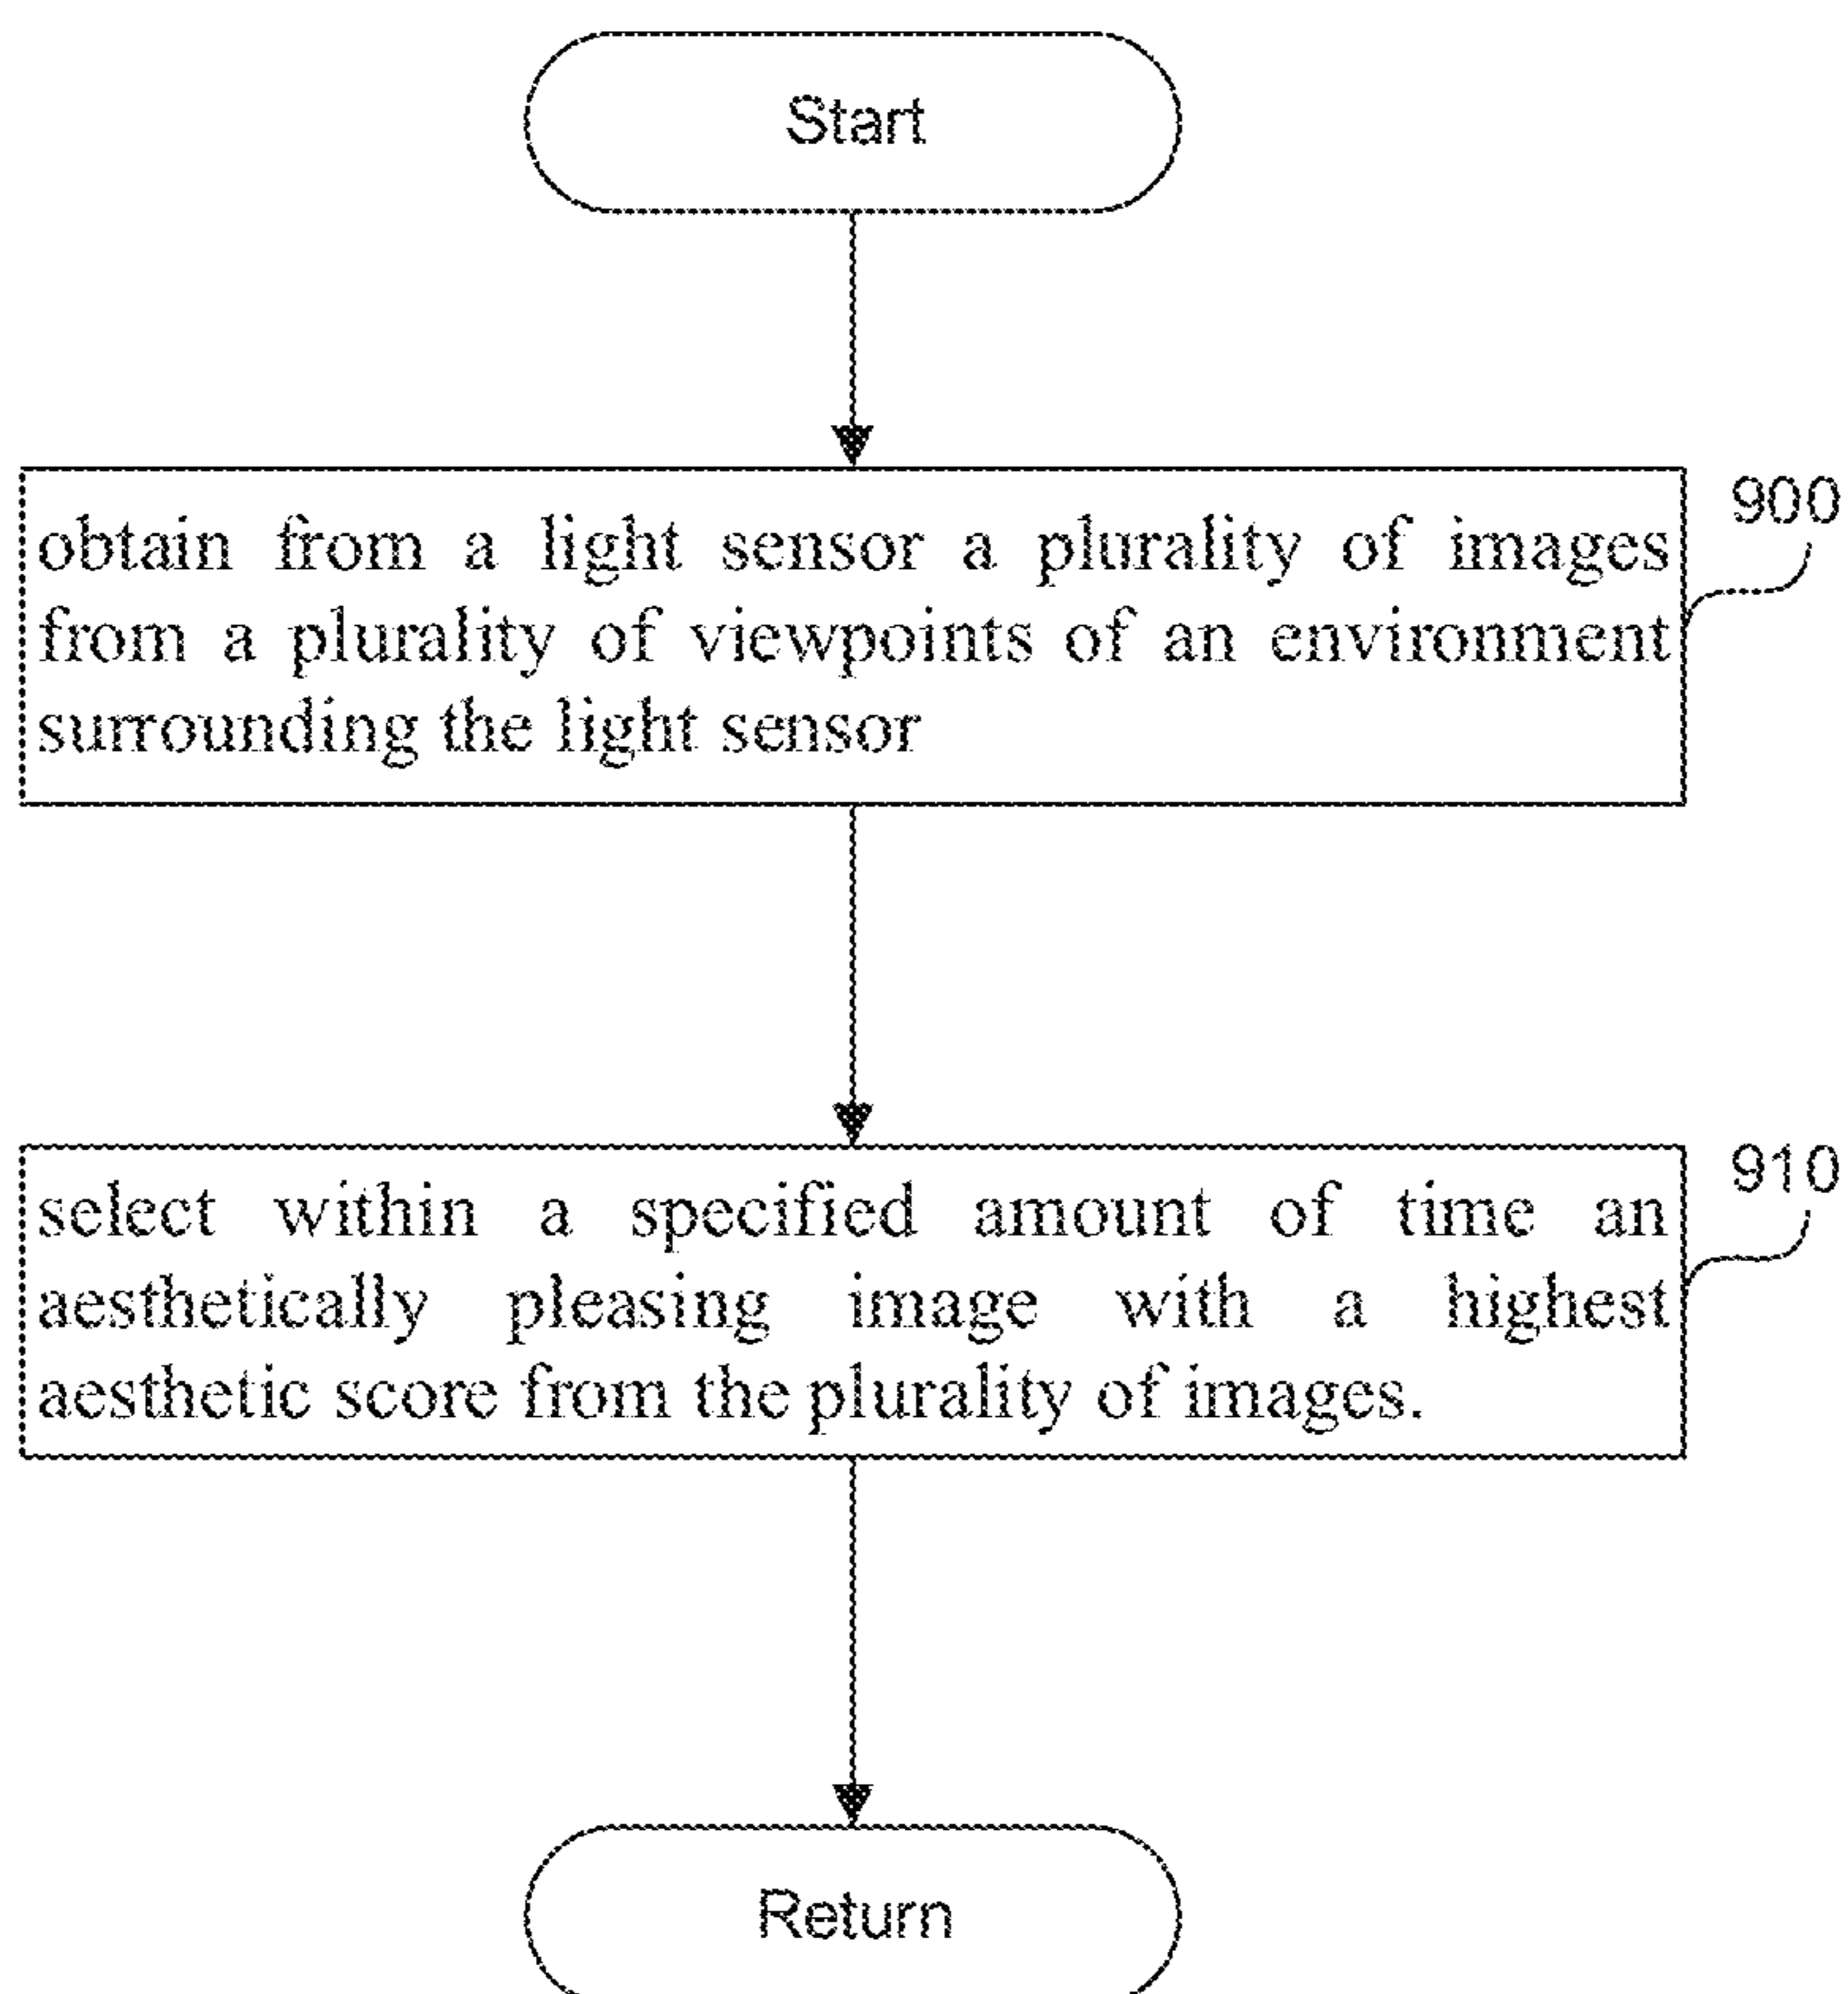 Start
900
obtain from a light sensor a plurality of images
from a plurality of viewpoints of an environment
surrounding the light sensor
910
select within a specified amount of time an
aesthetically pleasing image with a highest
aesthetic score from the plurality of images.
Return